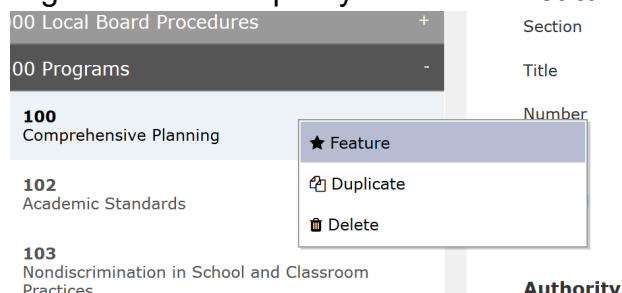 00 Local Board Procedures +
Section
00 Programs -
Title
100
Comprehensive Planning
Number
Feature
Duplicate
102
Academic Standards
Delete
103
Nondiscrimination in School and Classroom
Practices
Authority